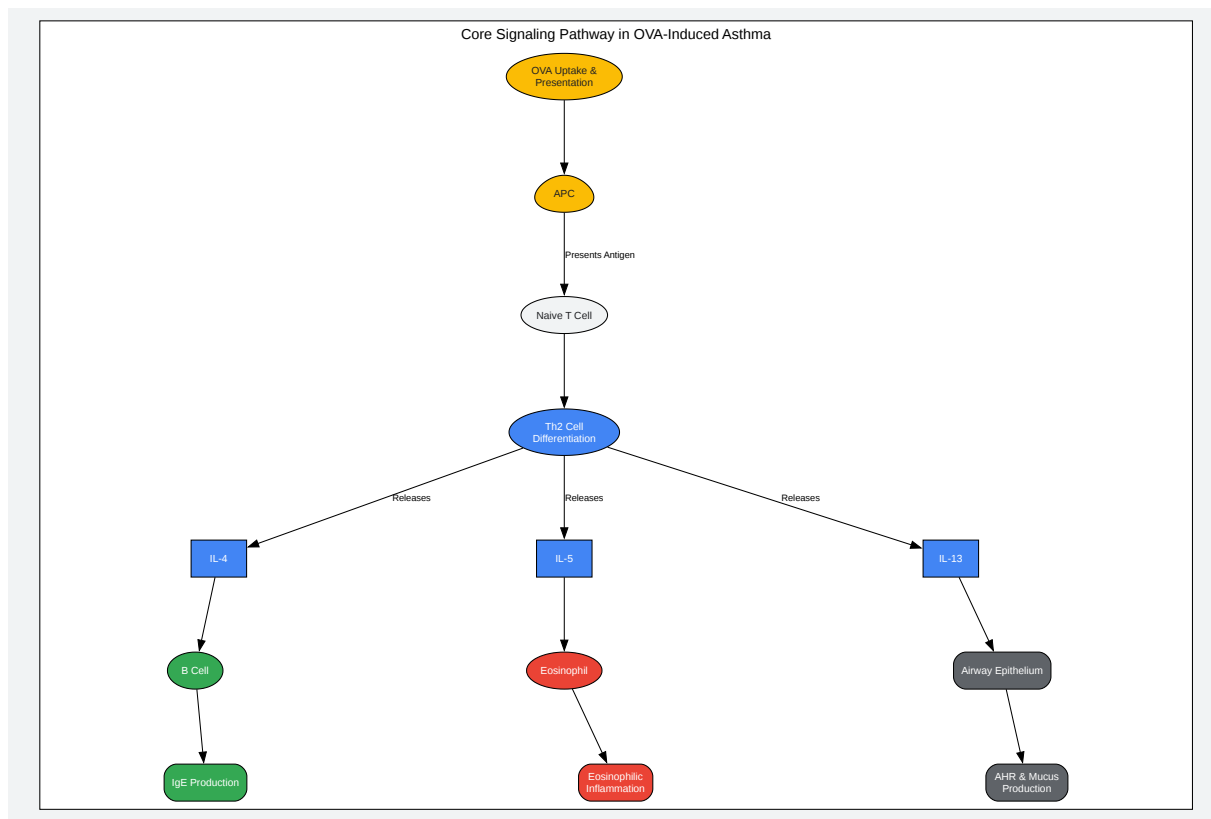 Core Signaling Pathway in OVA-Induced Asthma
OVA Uptake &
Presentation
APC
Presents Antigen
Naive T Cell
Th2 Cell
Differentiation
Releases
Releases
Releases
IL-4
IL-5
IL-13
B Cell
Eosinophil
Airway Epithelium
IgE Production
Eosinophilic
Inflammation
AHR & Mucus
Production